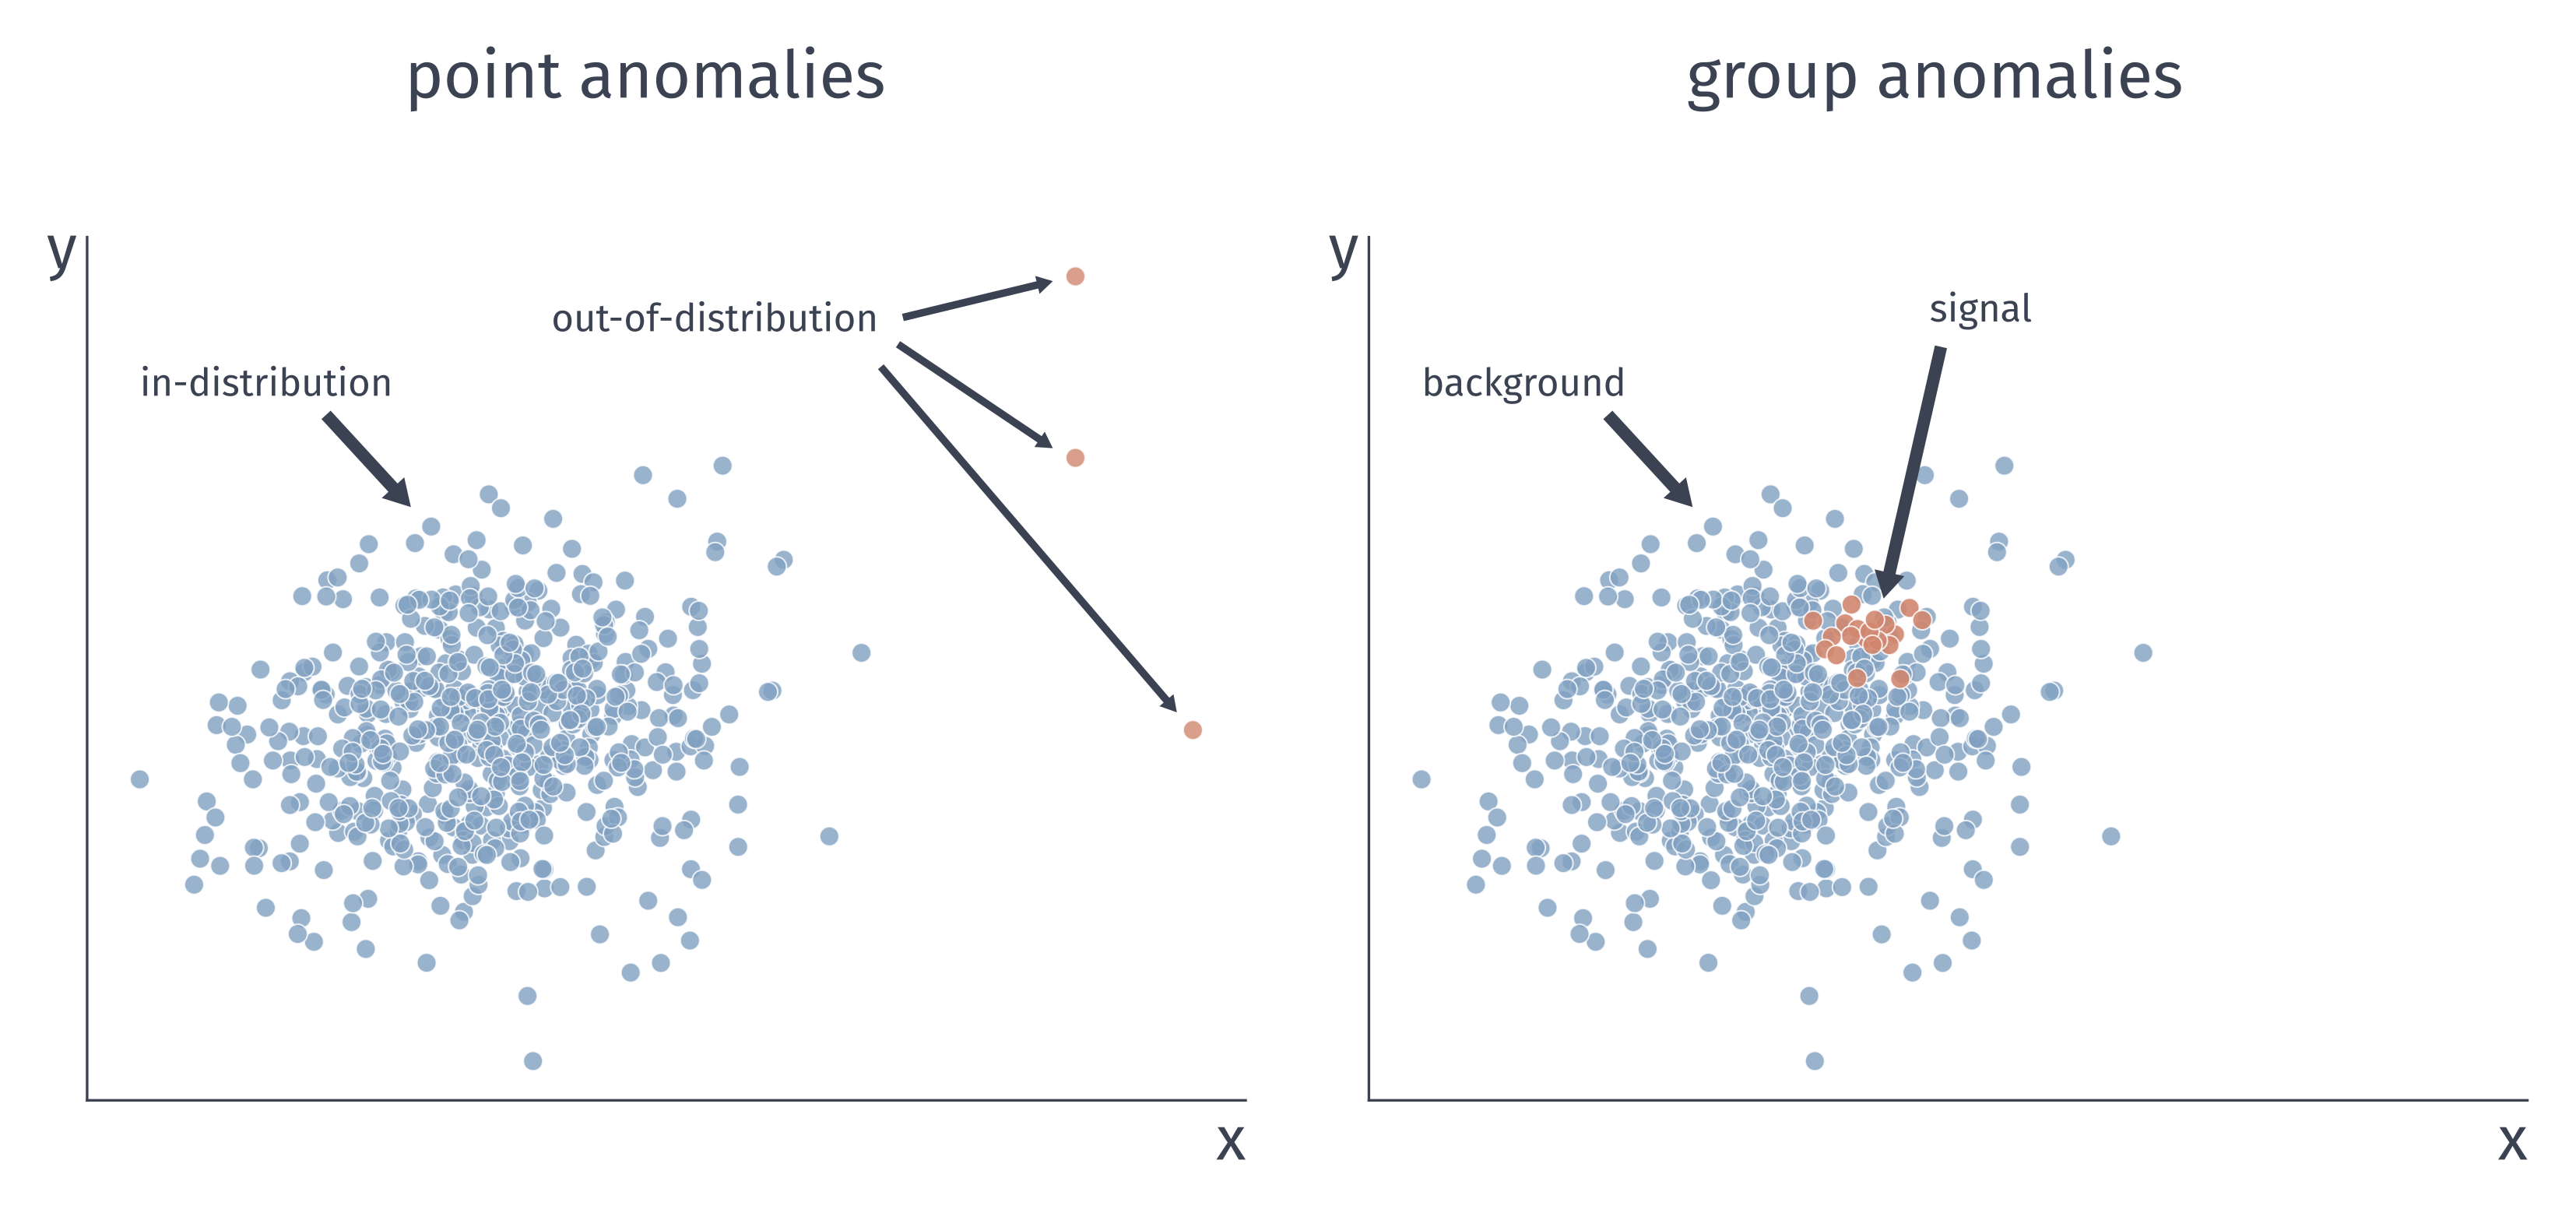 point anomalies
y
out-of-distribution
in-distribution
x
group anomalies
y
signal
background
x